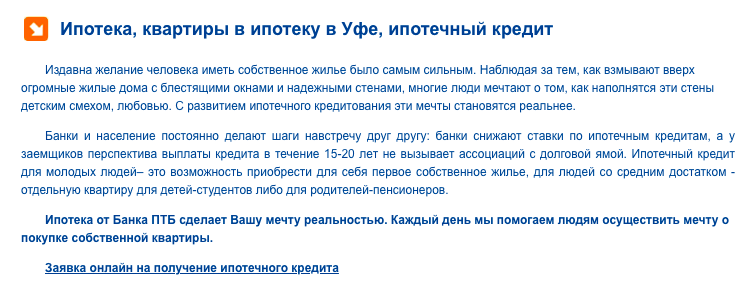 Ипотека, квартиры в ипотеку в Уфе, ипотечный кредит
Издавна желание человека иметь собственное жилье было самым сильным. Наблюдая за тем, как взмывают вверх
огромные жилые дома с блестящими окнами и надежными стенами, многие люди мечтают о том, как наполнятся эти стены
детским смехом, любовью. С развитием ипотечного кредитования эти мечты становятся реальнее.
Банки и население постоянно делают шаги навстречу друг другу: банки снижают ставки по ипотечным кредитам, а у
заемщиков перспектива выплаты кредита в течение 15-20 лет не вызывает ассоциаций с долговой ямой. Ипотечный кредит
для молодых людей– это возможность приобрести для себя первое собственное жилье, для людей со средним достатком -
отдельную квартиру для детей-студентов либо для родителей-пенсионеров.
Ипотека от Банка ПТБ сделает Вашу мечту реальностью. Каждый день мы помогаем людям осуществить мечту о
покупке собственной квартиры.
Заявка онлайн на получение ипотечного кредита